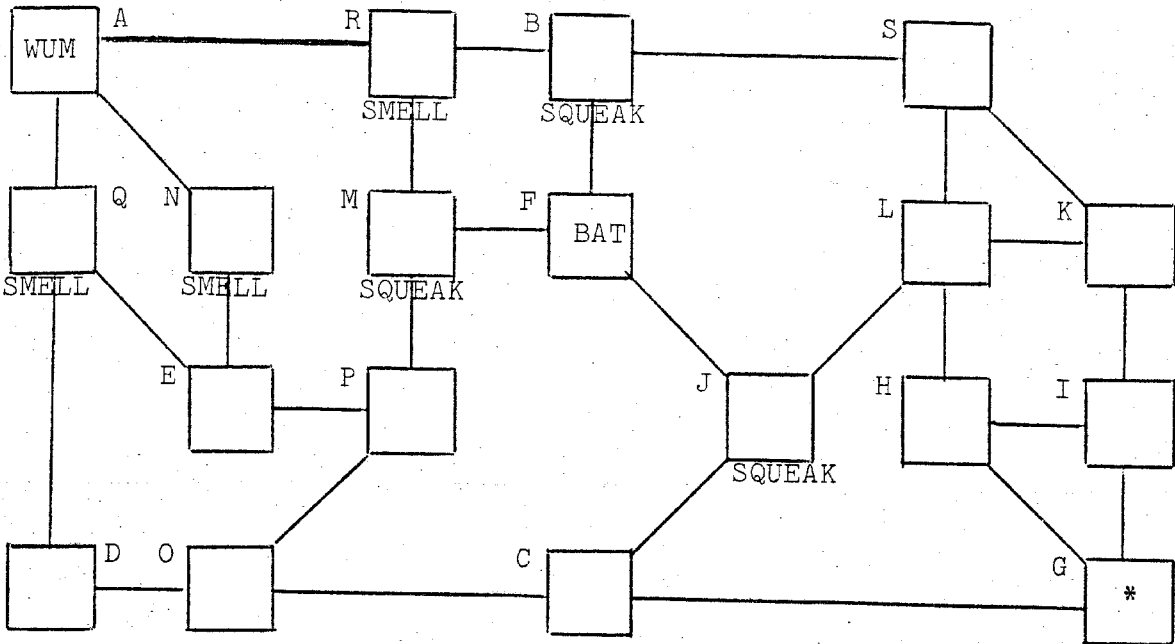 A R B S
WUM
SMELL SQUEAK
Q N M F L K
BAT
SMELL SMELL SQUEAK
E P J H I
SQUEAK
D O C G
*